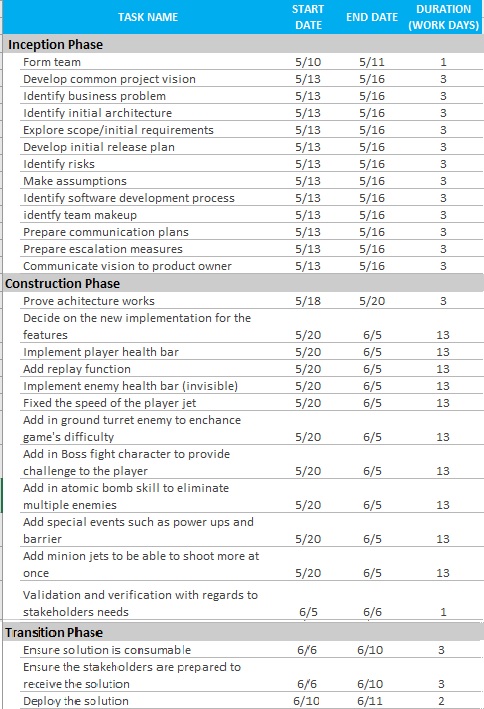 TASK NAME START DATE END DATE DURATION (WORK DAYS)
Inception Phase
Form team 5/10 5/11 1
Develop common project vision 5/13 5/16 3
Identify business problem 5/13 5/16 3
Identify initial architecture 5/13 5/16 3
Explore scope/initial requirements 5/13 5/16 3
Develop initial release plan 5/13 5/16 3
Identify risks 5/13 5/16 3
Make assumptions 5/13 5/16 3
Identify software development process 5/13 5/16 3
identfy team makeup 5/13 5/16 3
Prepare communication plans 5/13 5/16 3
Prepare escalation measures 5/13 5/16 3
Communicate vision to product owner 5/13 5/16 3
Construction Phase
Prove achitecture works 5/18 5/20 3
Decide on the new implementation for the
features 5/20 6/5 13
Implement player health bar 5/20 6/5 13
Add replay function 5/20 6/5 13
Implement enemy health bar (invisible) 5/20 6/5 13
Fixed the speed of the player jet 5/20 6/5 13
Add in ground turret enemy to enchance
game's difficulty 5/20 6/5 13
Add in Boss fight character to provide
challenge to the player 5/20 6/5 13
Add in atomic bomb skill to eliminate
multiple enemies 5/20 6/5 13
Add special events such as power ups and
barrier 5/20 6/5 13
Add minion jets to be able to shoot more at
once 5/20 6/5 13
Validation and verification with regards to
stakeholders needs 6/5 6/6 1
Transition Phase
Ensure solution is consumable 6/6 6/10 3
Ensure the stakeholders are prepared to
receive the solution 6/6 6/10 3
Deploy the solution 6/10 6/11 2